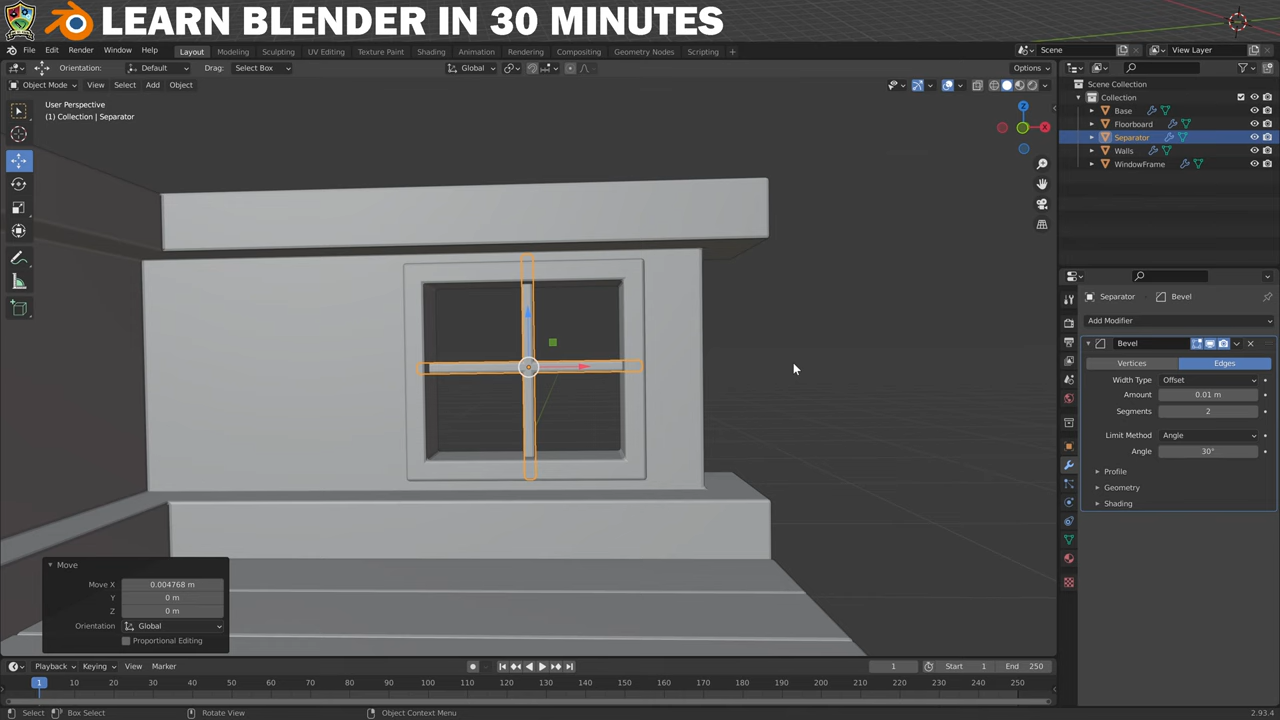 LEARN BLENDER IN 30 MINUTES
File Edit Render Window Help Layout Modeling Sculpting UV Editing Texture Paint Shading Animation Rendering Compositing Geometry Nodes Scripting + Scene View Layer
Orientation: Default Drag: Select Box Global Options
Object Mode View Select Add Object
User Perspective
(1) Collection | Separator
Z
X
Scene Collection
Collection
Base
Floorboard
Separator
Walls
WindowFrame
Separator Bevel
Add Modifier
Bevel
Vertices Edges
Width Type Offset
Amount 0.01 m
Segments 2
Limit Method Angle
Angle 30°
Profile
Geometry
Shading
Move
Move X 0.004768 m
Y 0 m
Z 0 m
Orientation Global
Proportional Editing
Playback Keying View Marker 1 Start 1 End 250
1 10 20 30 40 50 60 70 80 90 100 110 120 130 140 150 160 170 180 190 200 210 220 230 240 250
Select Box Select Rotate View Object Context Menu 2.93.4